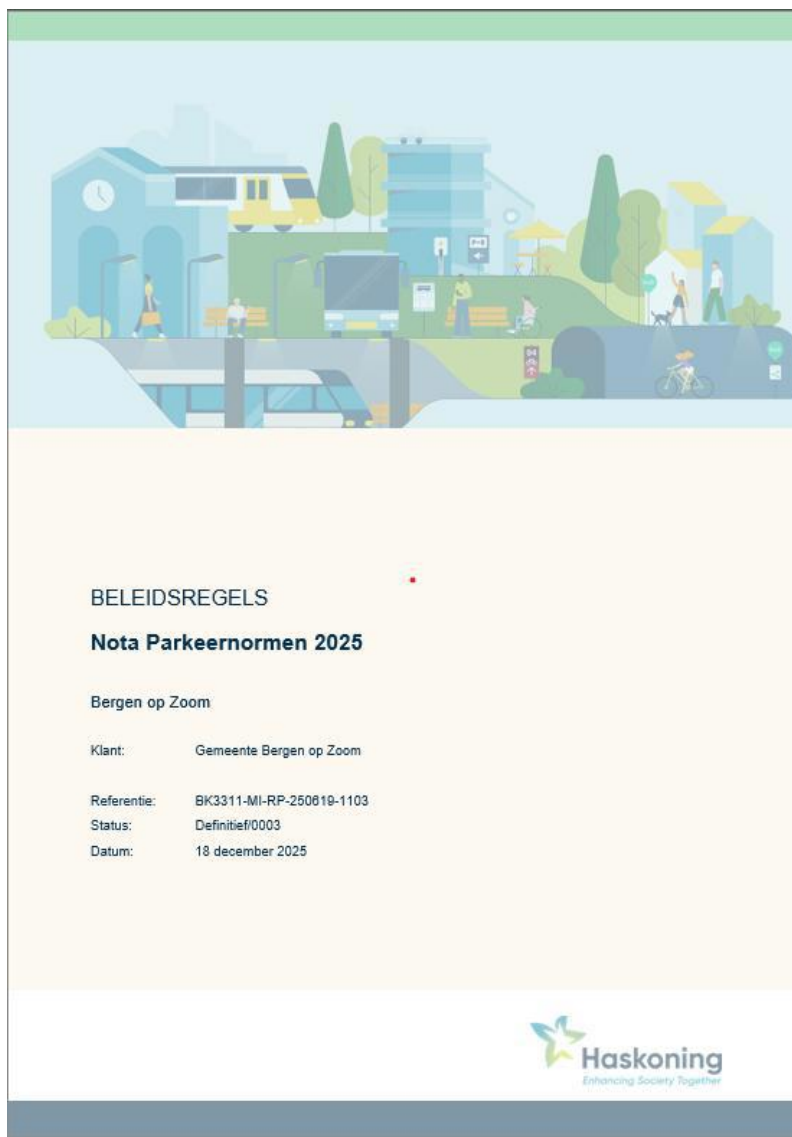 BELEIDSREGELS
Nota Parkeernormen 2025
Bergen op Zoom
Klant: Gemeente Bergen op Zoom
Referentie: BK3311-MI-RP-250619-1103
Status: Definitief/0003
Datum: 18 december 2025
Haskoning
Enhancing Society Together